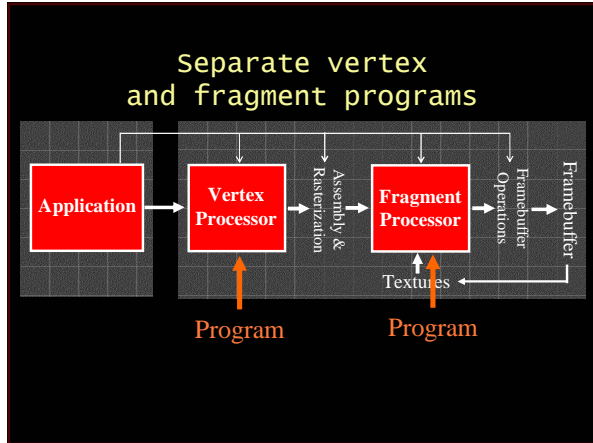 Separate vertex
and fragment programs
Application
Vertex
Processor
Assembly &
Rasterization
Fragment
Processor
Framebuffer
Operations
Framebuffer
Textures
Program
Program